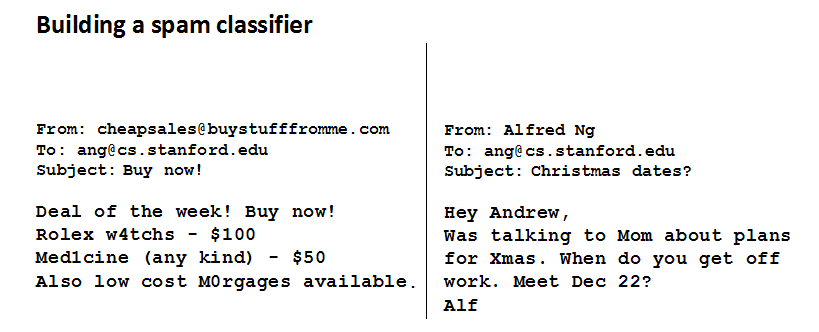 Building a spam classifier
From: cheapsales@buystufffromme.com
To: ang@cs.stanford.edu
Subject: Buy now!
Deal of the week! Buy now!
Rolex w4tchs - $100
Med1cine (any kind) - $50
Also low cost M0rgages available.
From: Alfred Ng
To: ang@cs.stanford.edu
Subject: Christmas dates?
Hey Andrew,
Was talking to Mom about plans
for Xmas. When do you get off
work. Meet Dec 22?
Alf